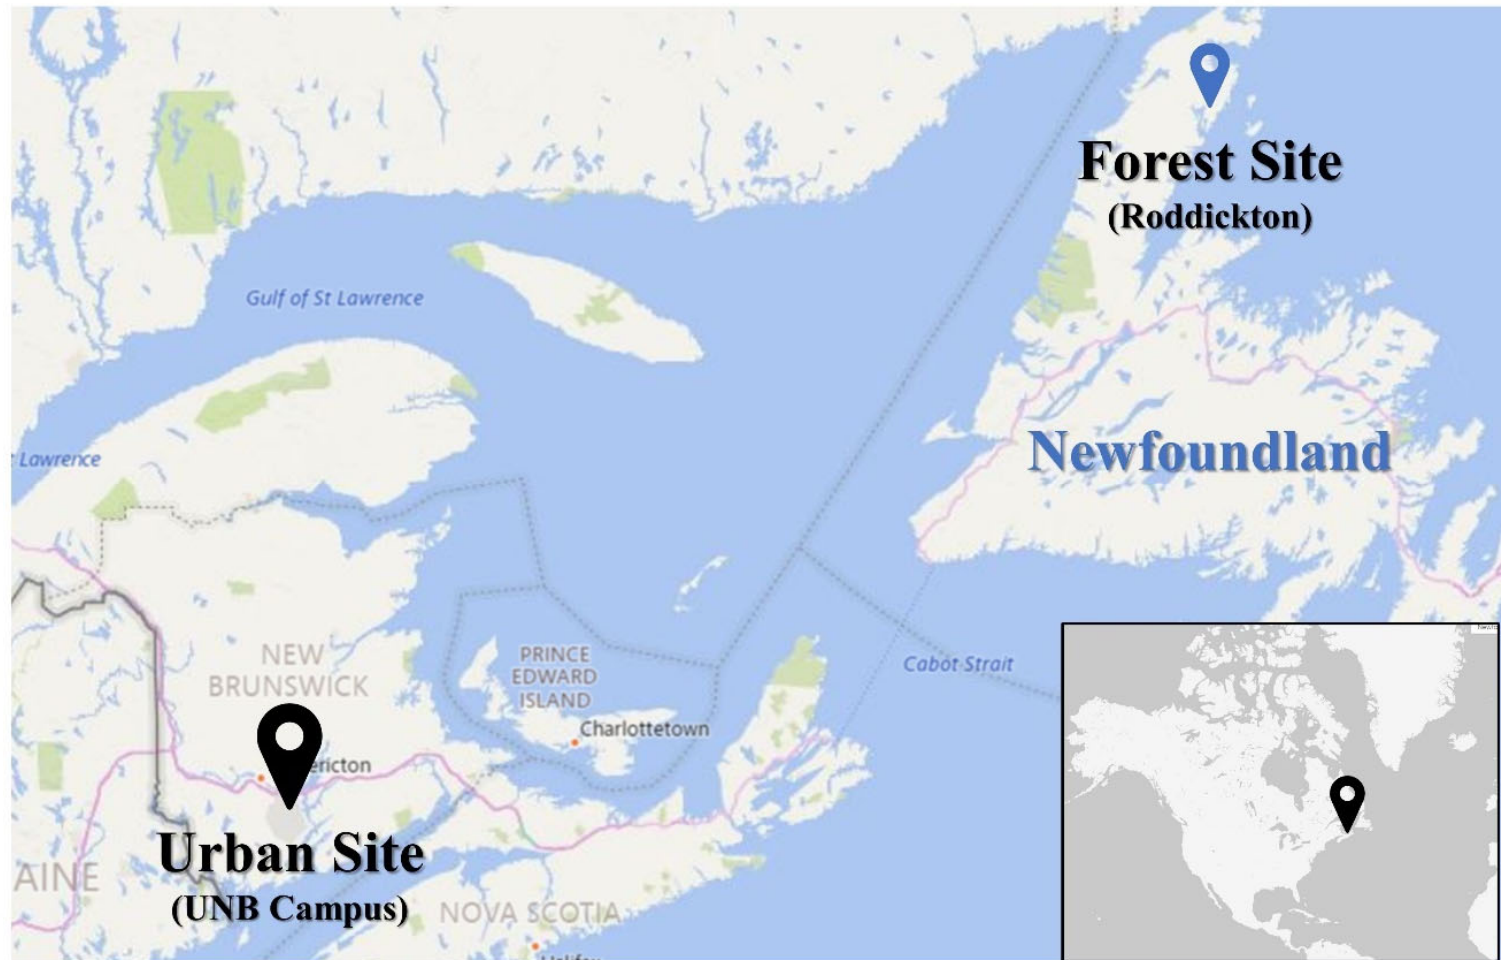 Forest Site
(Roddickton)
Gulf of St Lawrence
Newfoundland
Lawrence
NEW
BRUNSWICK
PRINCE
EDWARD
ISLAND
Charlottetown
Cabot Strait
ericton
Urban Site
(UNB Campus)
AINE
NOVA SCOTIA
Halifax